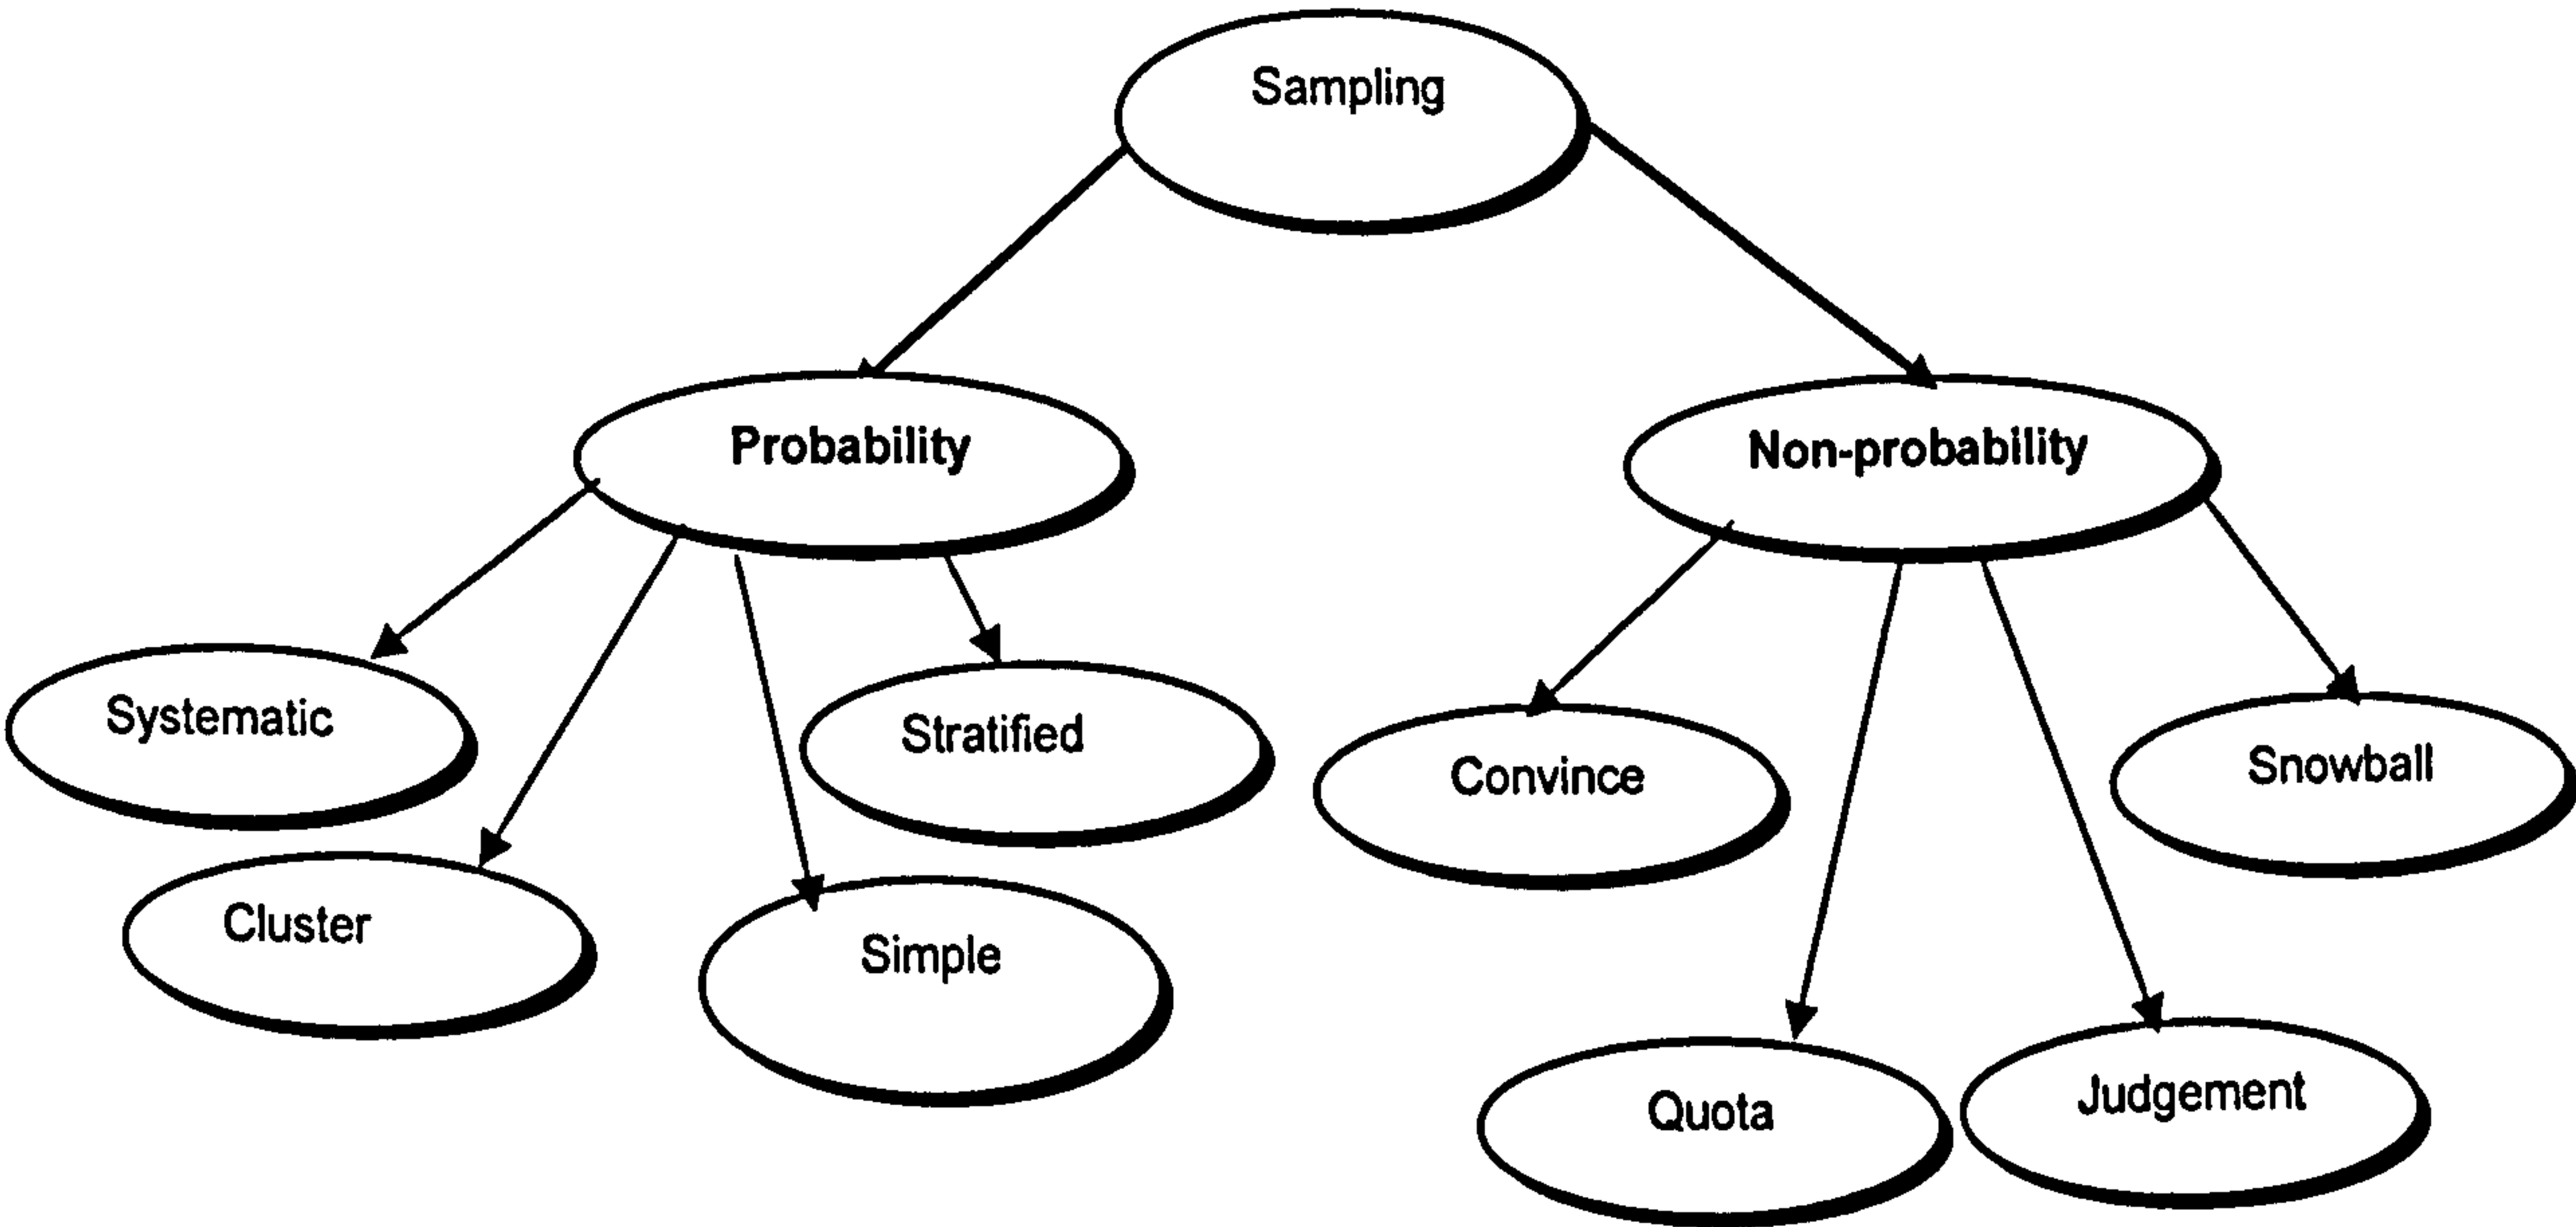 Sampling
Probability
Non-probability
Systematic
Stratified
Convince
Snowball
Cluster
Simple
Quota
Judgement